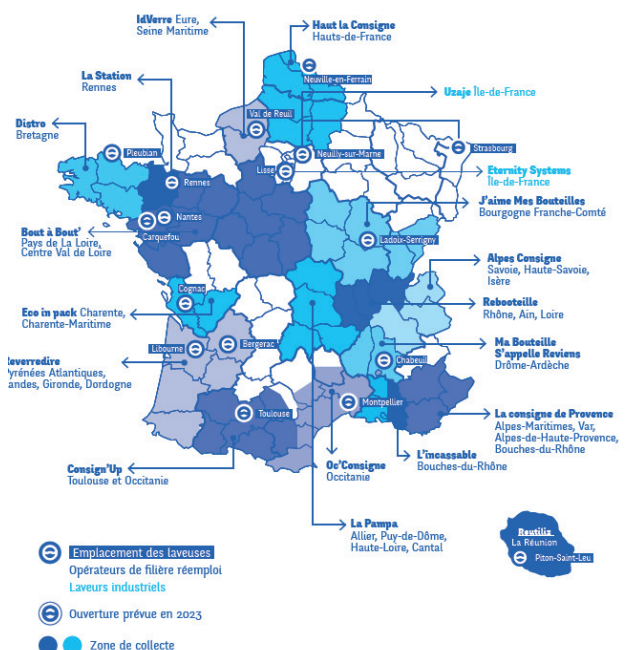 IdVerre Eure,
Seine Maritime
Haut la Consigne
Hauts-de-France
Neuville-en-Ferrain
La Station
Rennes
Uzaje Île-de-France
Val de Reuil
Distro
Bretagne
Pleubian
Strasbourg
Neuilly-sur-Marne
Lisse
Eternity Systems
Île-de-France
Rennes
J'aime Mes Bouteilles
Bourgogne Franche-Comté
Nantes
Carquefou
Bout à Bout'
Pays de La Loire,
Centre Val de Loire
Ladoix-Serrigny
Alpes Consigne
Savoie, Haute-Savoie,
Isère
Cognac
Eco in pack Charente,
Charente-Maritime
Rebooteille
Rhône, Ain, Loire
Libourne
Bergerac
Ma Bouteille
S'appelle Reviens
Drôme-Ardèche
Chabeuil
Reverredire
Pyrénées Atlantiques,
Landes, Gironde, Dordogne
Toulouse
Montpellier
La consigne de Provence
Alpes-Maritimes, Var,
Alpes-de-Haute-Provence,
Bouches-du-Rhône
L'incassable
Bouches-du-Rhône
Oc'Consigne
Occitanie
Consign'Up
Toulouse et Occitanie
La Pampa
Allier, Puy-de-Dôme,
Haute-Loire, Cantal
Reutilis
La Réunion
Piton-Saint-Leu
Emplacement des laveuses
Opérateurs de filière réemploi
Laveurs industriels
Ouverture prévue en 2023
Zone de collecte